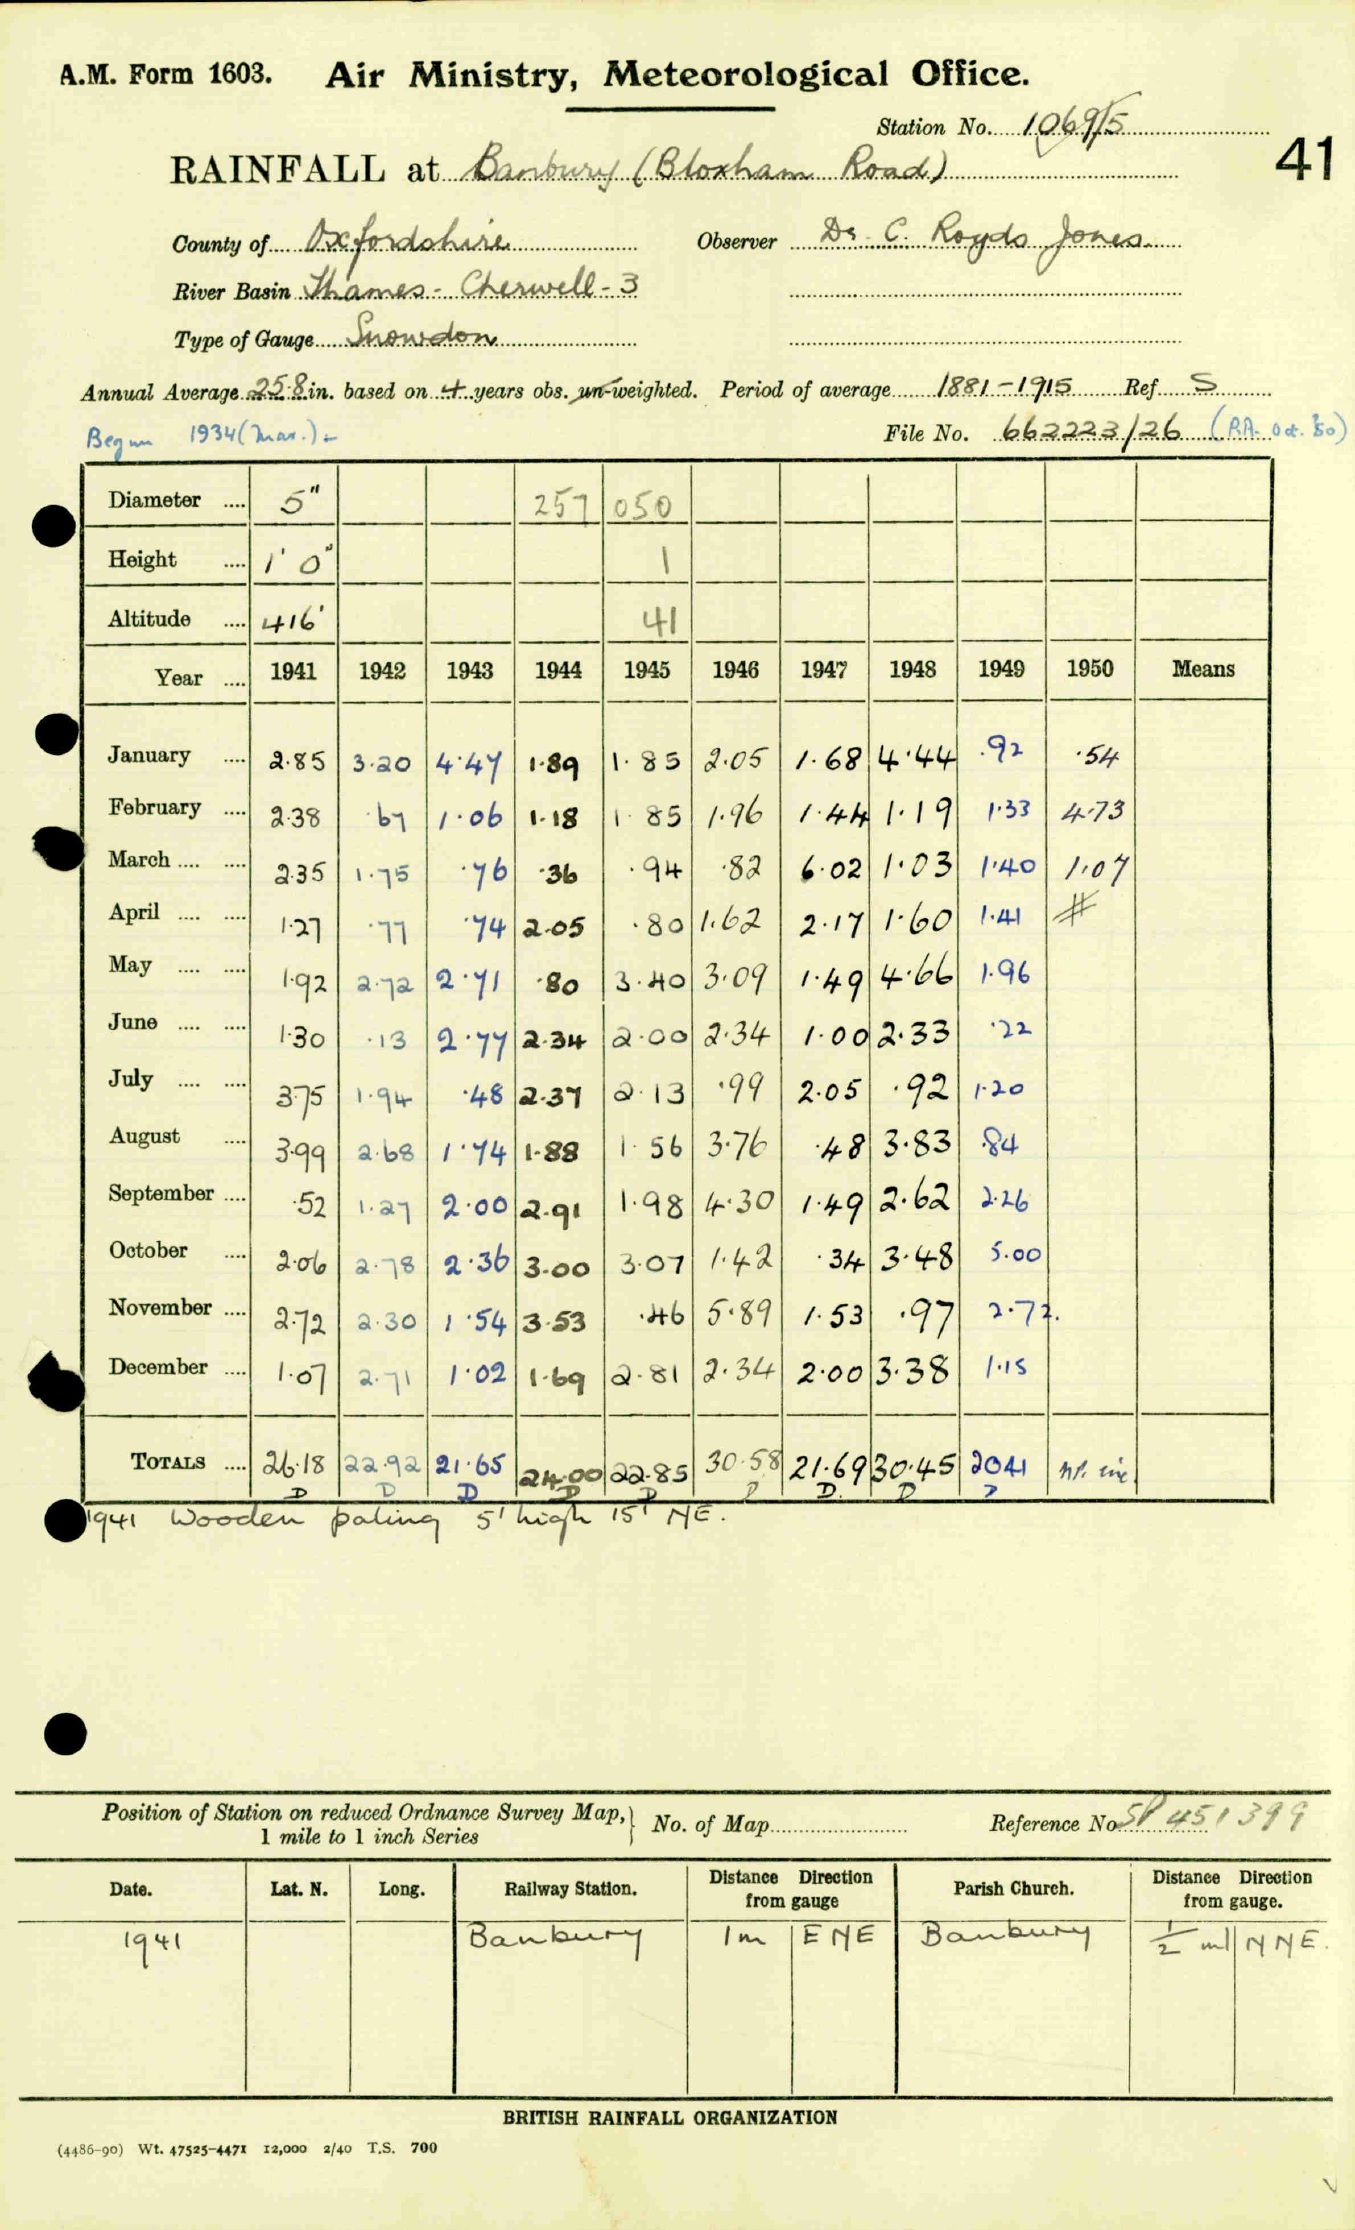 A.M. Form 1603. Air Ministry, Meteorological Office.
Station No. 1069/5
41
RAINFALL at Banbury (Bloxham Road)
County of Oxfordshire Observer Dr C. Royds Jones
River Basin Thames - Cherwell - 3
Type of Gauge Snowdon
Annual Average 25.8 in. based on 4 years obs. un-weighted. Period of average 1881-1915 Ref S
Begun 1934 (Mar.) - File No. 662223/26 (RA. Oct. 50)
Diameter .... 5" 257 050
Height .... 1' 0" 1
Altitude .... 416' 41
Year .... 1941 1942 1943 1944 1945 1946 1947 1948 1949 1950 Means
January .... 2.85 3.20 4.47 1.89 1.85 2.05 1.68 4.44 .92 .54
February .... 2.38 .67 1.06 1.18 1.85 1.96 1.44 1.19 1.33 4.73
March .... .... 2.35 1.75 .76 .36 .94 .82 6.02 1.03 1.40 1.07
April .... .... 1.27 .77 .74 2.05 .80 1.62 2.17 1.60 1.41 #
May .... .... 1.92 2.72 2.71 .80 3.40 3.09 1.49 4.66 1.96
June .... .... 1.30 .13 2.77 2.34 2.00 2.34 1.00 2.33 .22
July .... .... 3.75 1.94 .48 2.37 2.13 .99 2.05 .92 1.20
August .... 3.99 2.68 1.74 1.88 1.56 3.76 .48 3.83 .84
September .... .52 1.27 2.00 2.91 1.98 4.30 1.49 2.62 2.26
October .... 2.06 2.78 2.36 3.00 3.07 1.42 .34 3.48 5.00
November .... 2.72 2.30 1.54 3.53 .46 5.89 1.53 .97 2.72.
December .... 1.07 2.71 1.02 1.69 2.81 2.34 2.00 3.38 1.15
TOTALS .... 26.18 22.92 21.65 24.00 22.85 30.58 21.69 30.45 2041
D D D D D D D. D D
1941 Wooden paling 5' high 15' NE.
Position of Station on reduced Ordnance Survey Map, 1 mile to 1 inch Series } No. of Map Reference No SP 451399
Date. Lat. N. Long. Railway Station. Distance Direction from gauge Parish Church. Distance Direction from gauge.
1941 Banbury 1m ENE Banbury 1/2 ml NNE.
BRITISH RAINFALL ORGANIZATION
(4486-90) Wt. 47525-4471 12,000 2/40 T.S. 700